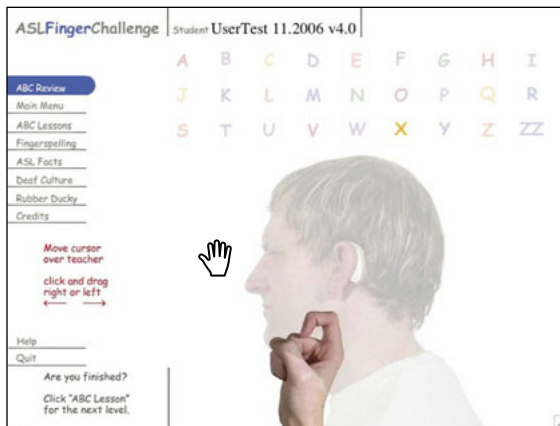 ASLFingerChallenge
Student UserTest 11.2006 v4.0
A B C D E F G H I
J K L M N O P Q R
S T U V W X Y Z ZZ
ABC Review
Main Menu
ABC Lessons
Fingerspelling
ASL Facts
Deaf Culture
Rubber Ducky
Credits
Move cursor
over teacher
click and drag
right or left
← →
Help
Quit
Are you finished?
Click "ABC Lesson"
for the next level.